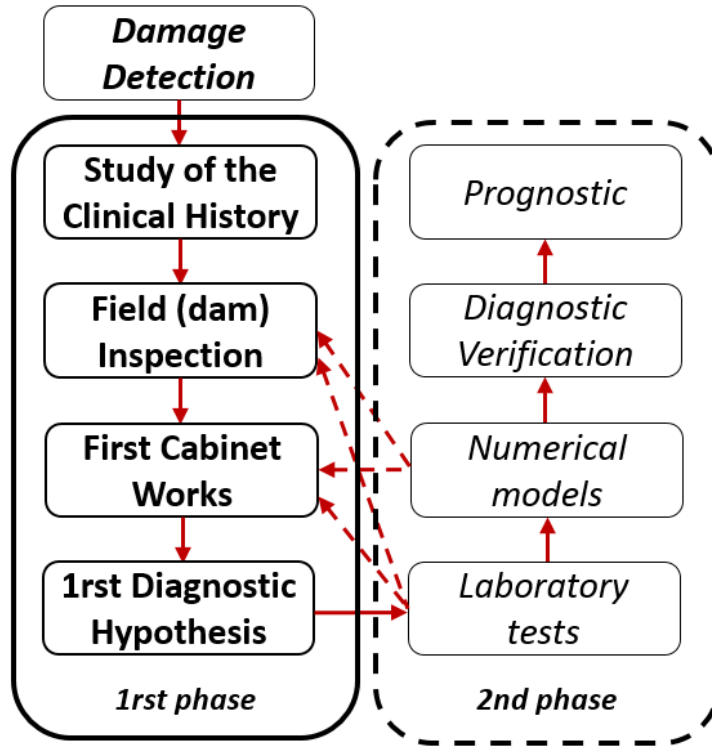 Damage
Detection
Study of the
Clinical History
Field (dam)
Inspection
First Cabinet
Works
1rst Diagnostic
Hypothesis
1rst phase
Prognostic
Diagnostic
Verification
Numerical
models
Laboratory
tests
2nd phase